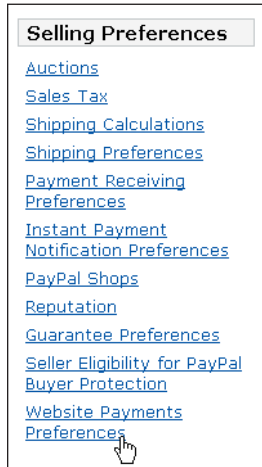 Selling Preferences
Auctions
Sales Tax
Shipping Calculations
Shipping Preferences
Payment Receiving
Preferences
Instant Payment
Notification Preferences
PayPal Shops
Reputation
Guarantee Preferences
Seller Eligibility for PayPal
Buyer Protection
Website Payments
Preferences